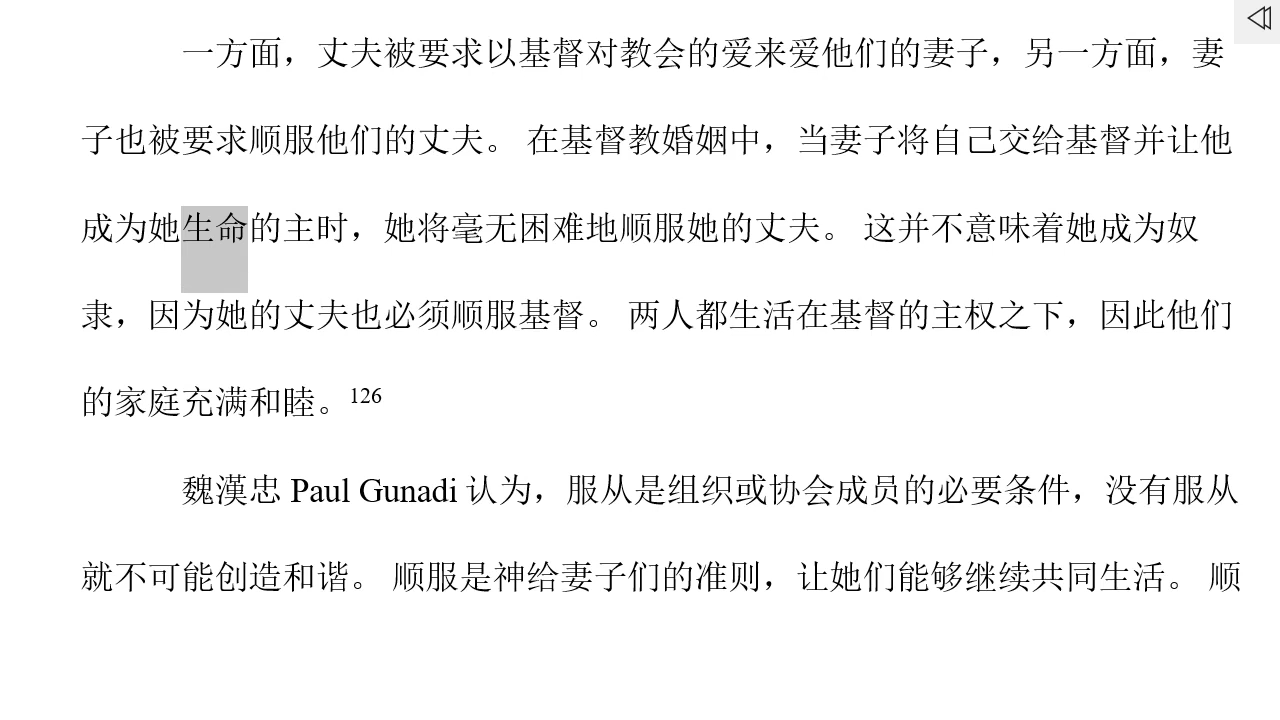 一方面，丈夫被要求以基督对教会的爱来爱他们的妻子，另一方面，妻
子也被要求顺服他们的丈夫。 在基督教婚姻中，当妻子将自己交给基督并让他
成为她生命的主时，她将毫无困难地顺服她的丈夫。 这并不意味着她成为奴
隶，因为她的丈夫也必须顺服基督。 两人都生活在基督的主权之下，因此他们
的家庭充满和睦。126
魏漢忠 Paul Gunadi 认为，服从是组织或协会成员的必要条件，没有服从
就不可能创造和谐。 顺服是神给妻子们的准则，让她们能够继续共同生活。 顺